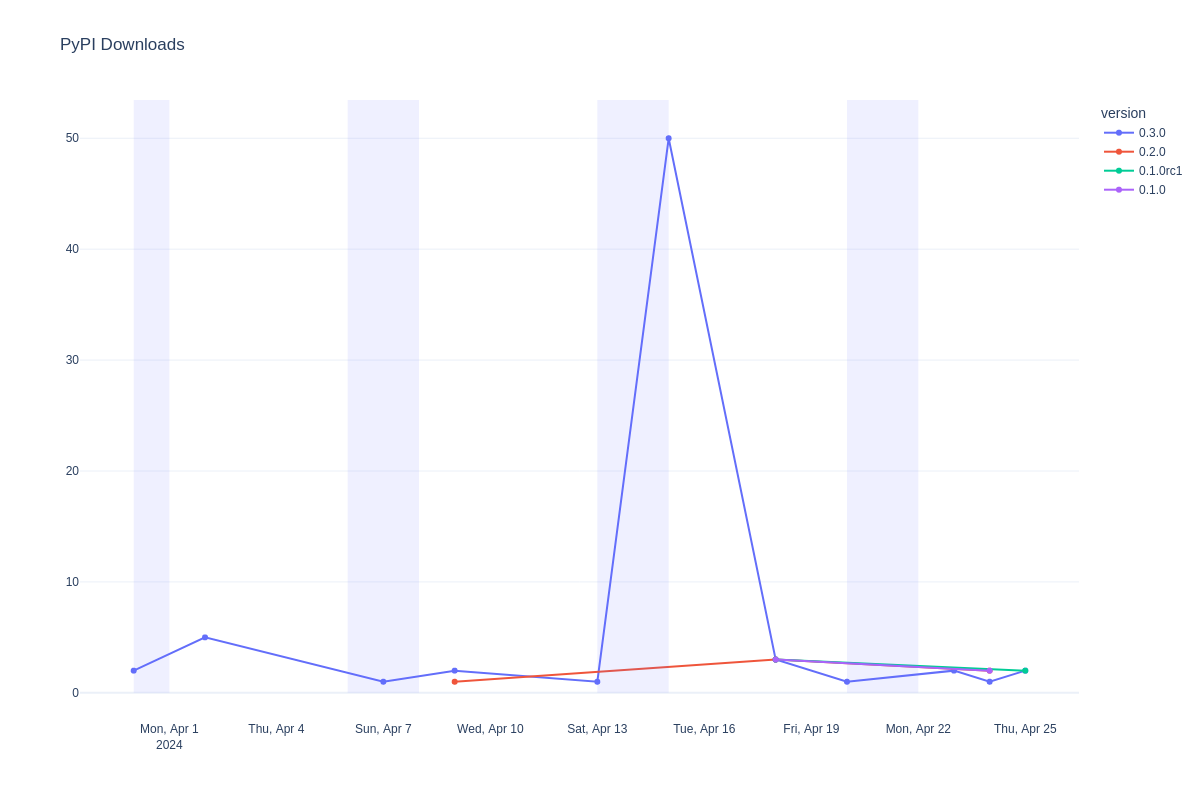 PyPI Downloads
version
0.3.0
0.2.0
0.1.0rc1
0.1.0
50
40
30
20
10
0
Mon, Apr 1
2024
Thu, Apr 4
Sun, Apr 7
Wed, Apr 10
Sat, Apr 13
Tue, Apr 16
Fri, Apr 19
Mon, Apr 22
Thu, Apr 25